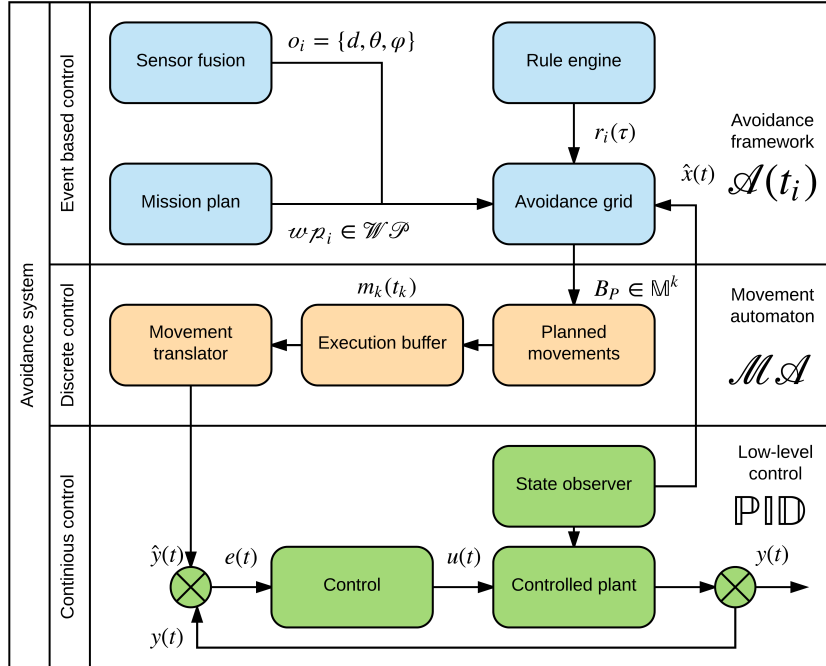 Avoidance system
Event based control
Sensor fusion
o_i = {d, θ, φ}
Rule engine
r_i(τ)
Avoidance
framework
𝒜(t_i)
Mission plan
𝓌𝓅_i ∈ 𝒲𝒫
Avoidance grid
x̂(t)
Discrete control
m_k(t_k)
B_P ∈ 𝕄^k
Movement
automaton
ℳ𝒜
Movement
translator
Execution buffer
Planned
movements
Continious control
State observer
Low-level
control
ℙ𝕀𝔻
ŷ(t)
e(t)
Control
u(t)
Controlled plant
y(t)
y(t)